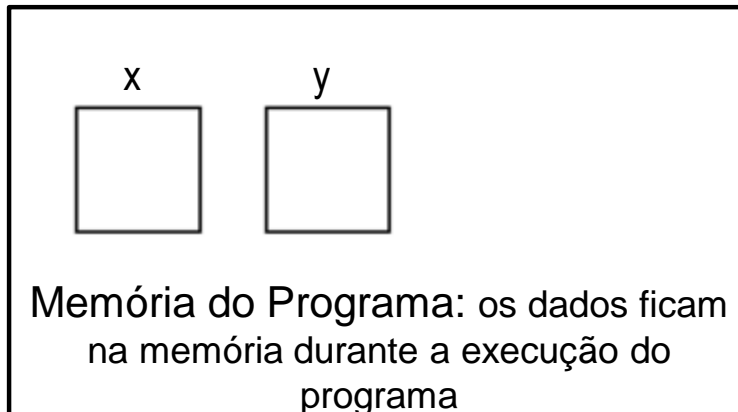 x y
Memória do Programa: os dados ficam
na memória durante a execução do
programa